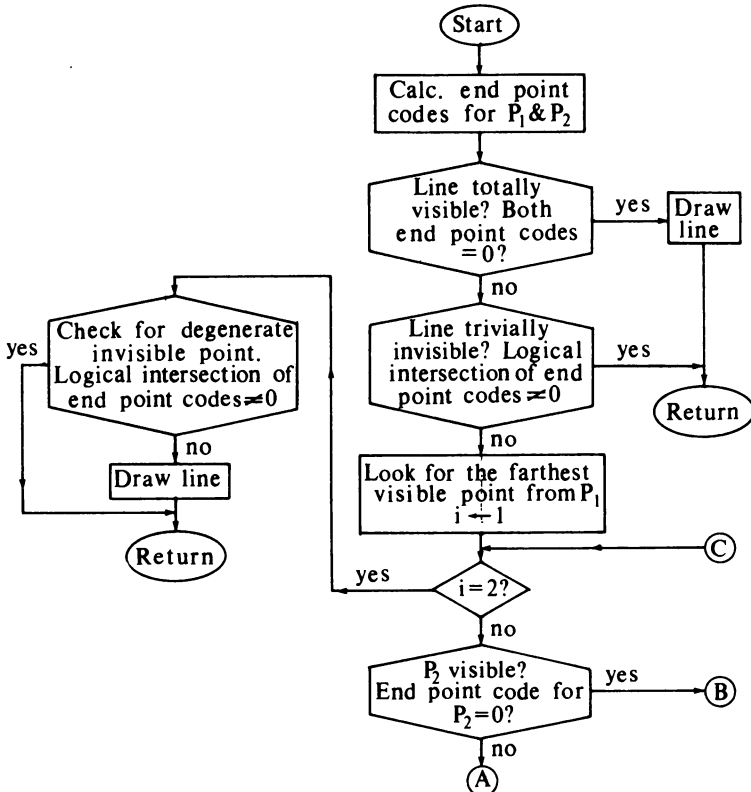 Start
Calc. end point
codes for P₁&P₂
Line totally
visible? Both
end point codes
=0?
yes
Draw
line
no
Line trivially
invisible? Logical
intersection of end
point codes≠0
yes
Return
no
Look for the farthest
visible point from P₁
i ← 1
C
i=2?
yes
Check for degenerate
invisible point.
Logical intersection of
end point codes≠0
yes
no
Draw line
Return
no
P₂ visible?
End point code for
P₂=0?
yes
B
no
A